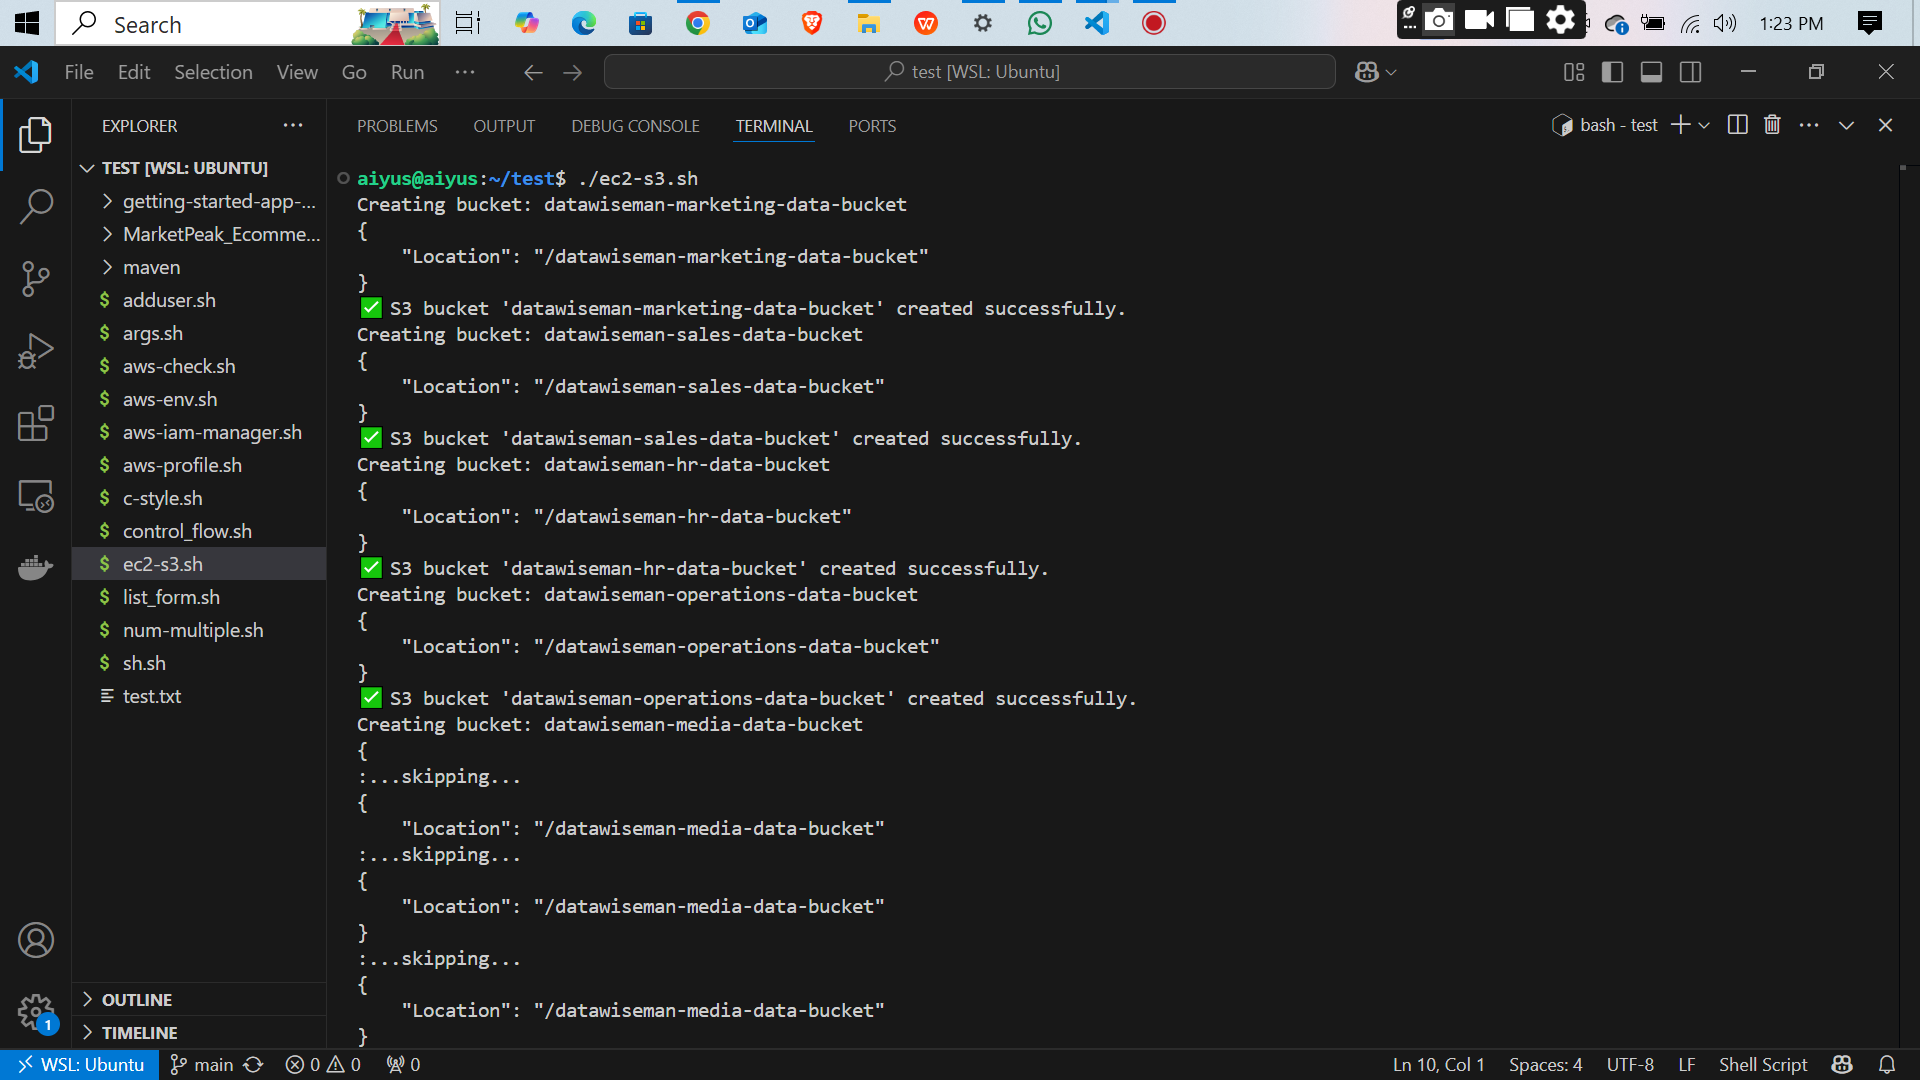 Search
1:23 PM
File Edit Selection View Go Run ...
test [WSL: Ubuntu]
EXPLORER ...
TEST [WSL: UBUNTU]
getting-started-app-...
MarketPeak_Ecomme...
maven
$ adduser.sh
$ args.sh
$ aws-check.sh
$ aws-env.sh
$ aws-iam-manager.sh
$ aws-profile.sh
$ c-style.sh
$ control_flow.sh
$ ec2-s3.sh
$ list_form.sh
$ num-multiple.sh
$ sh.sh
test.txt
OUTLINE
TIMELINE
1
PROBLEMS OUTPUT DEBUG CONSOLE TERMINAL PORTS
bash - test
aiyus@aiyus:~/test$ ./ec2-s3.sh
Creating bucket: datawiseman-marketing-data-bucket
{
    "Location": "/datawiseman-marketing-data-bucket"
}
✅ S3 bucket 'datawiseman-marketing-data-bucket' created successfully.
Creating bucket: datawiseman-sales-data-bucket
{
    "Location": "/datawiseman-sales-data-bucket"
}
✅ S3 bucket 'datawiseman-sales-data-bucket' created successfully.
Creating bucket: datawiseman-hr-data-bucket
{
    "Location": "/datawiseman-hr-data-bucket"
}
✅ S3 bucket 'datawiseman-hr-data-bucket' created successfully.
Creating bucket: datawiseman-operations-data-bucket
{
    "Location": "/datawiseman-operations-data-bucket"
}
✅ S3 bucket 'datawiseman-operations-data-bucket' created successfully.
Creating bucket: datawiseman-media-data-bucket
{
:...skipping...
{
    "Location": "/datawiseman-media-data-bucket"
:...skipping...
{
    "Location": "/datawiseman-media-data-bucket"
}
:...skipping...
{
    "Location": "/datawiseman-media-data-bucket"
}
WSL: Ubuntu main 0 0 0
Ln 10, Col 1 Spaces: 4 UTF-8 LF Shell Script